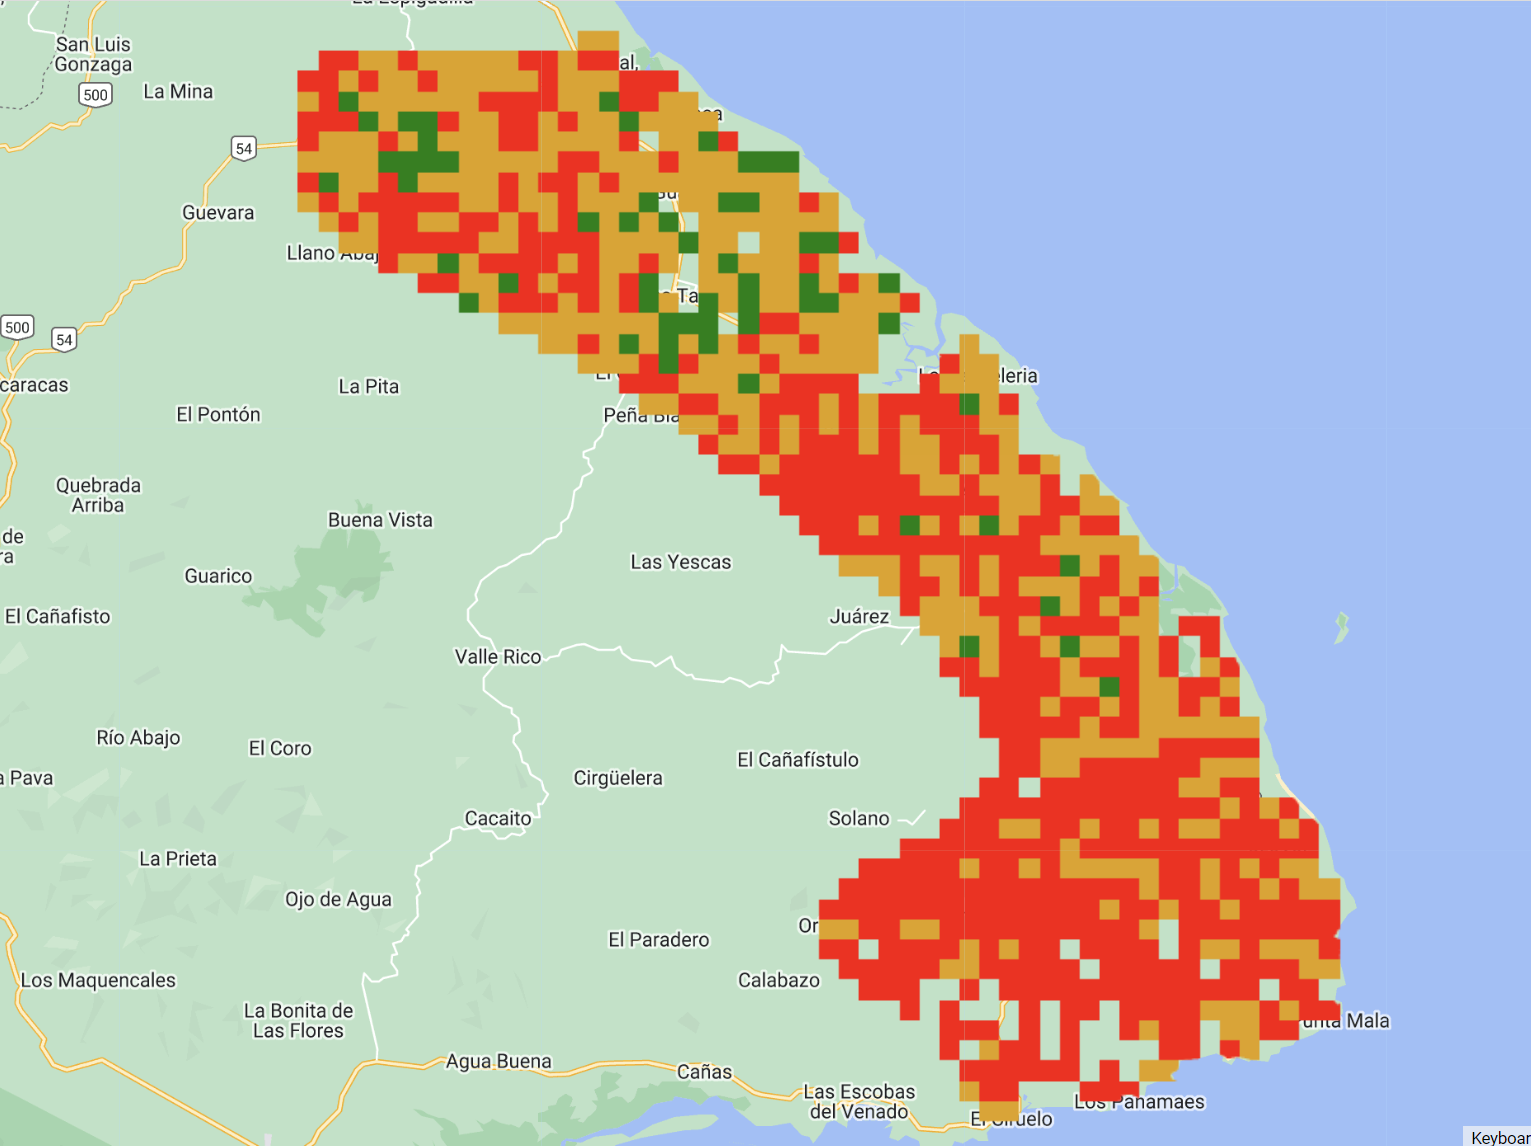 La Espigadilla
San Luis
Gonzaga
500
La Mina
al,
54
Guevara
Llano Abaj
Ta
500
54
caracas
La Pita
eleria
El Pontón
Peña Bla
Quebrada
Arriba
Buena Vista
de
ra
Las Yescas
Guarico
El Cañafisto
Juárez
Valle Rico
Río Abajo
El Coro
El Cañafístulo
a Pava
Cirgüelera
Cacaito
Solano
La Prieta
Ojo de Agua
Or
El Paradero
Los Maquencales
Calabazo
La Bonita de
Las Flores
unta Mala
Agua Buena
Cañas
Las Escobas
del Venado
Los Panamaes
El Ciruelo
Keyboar